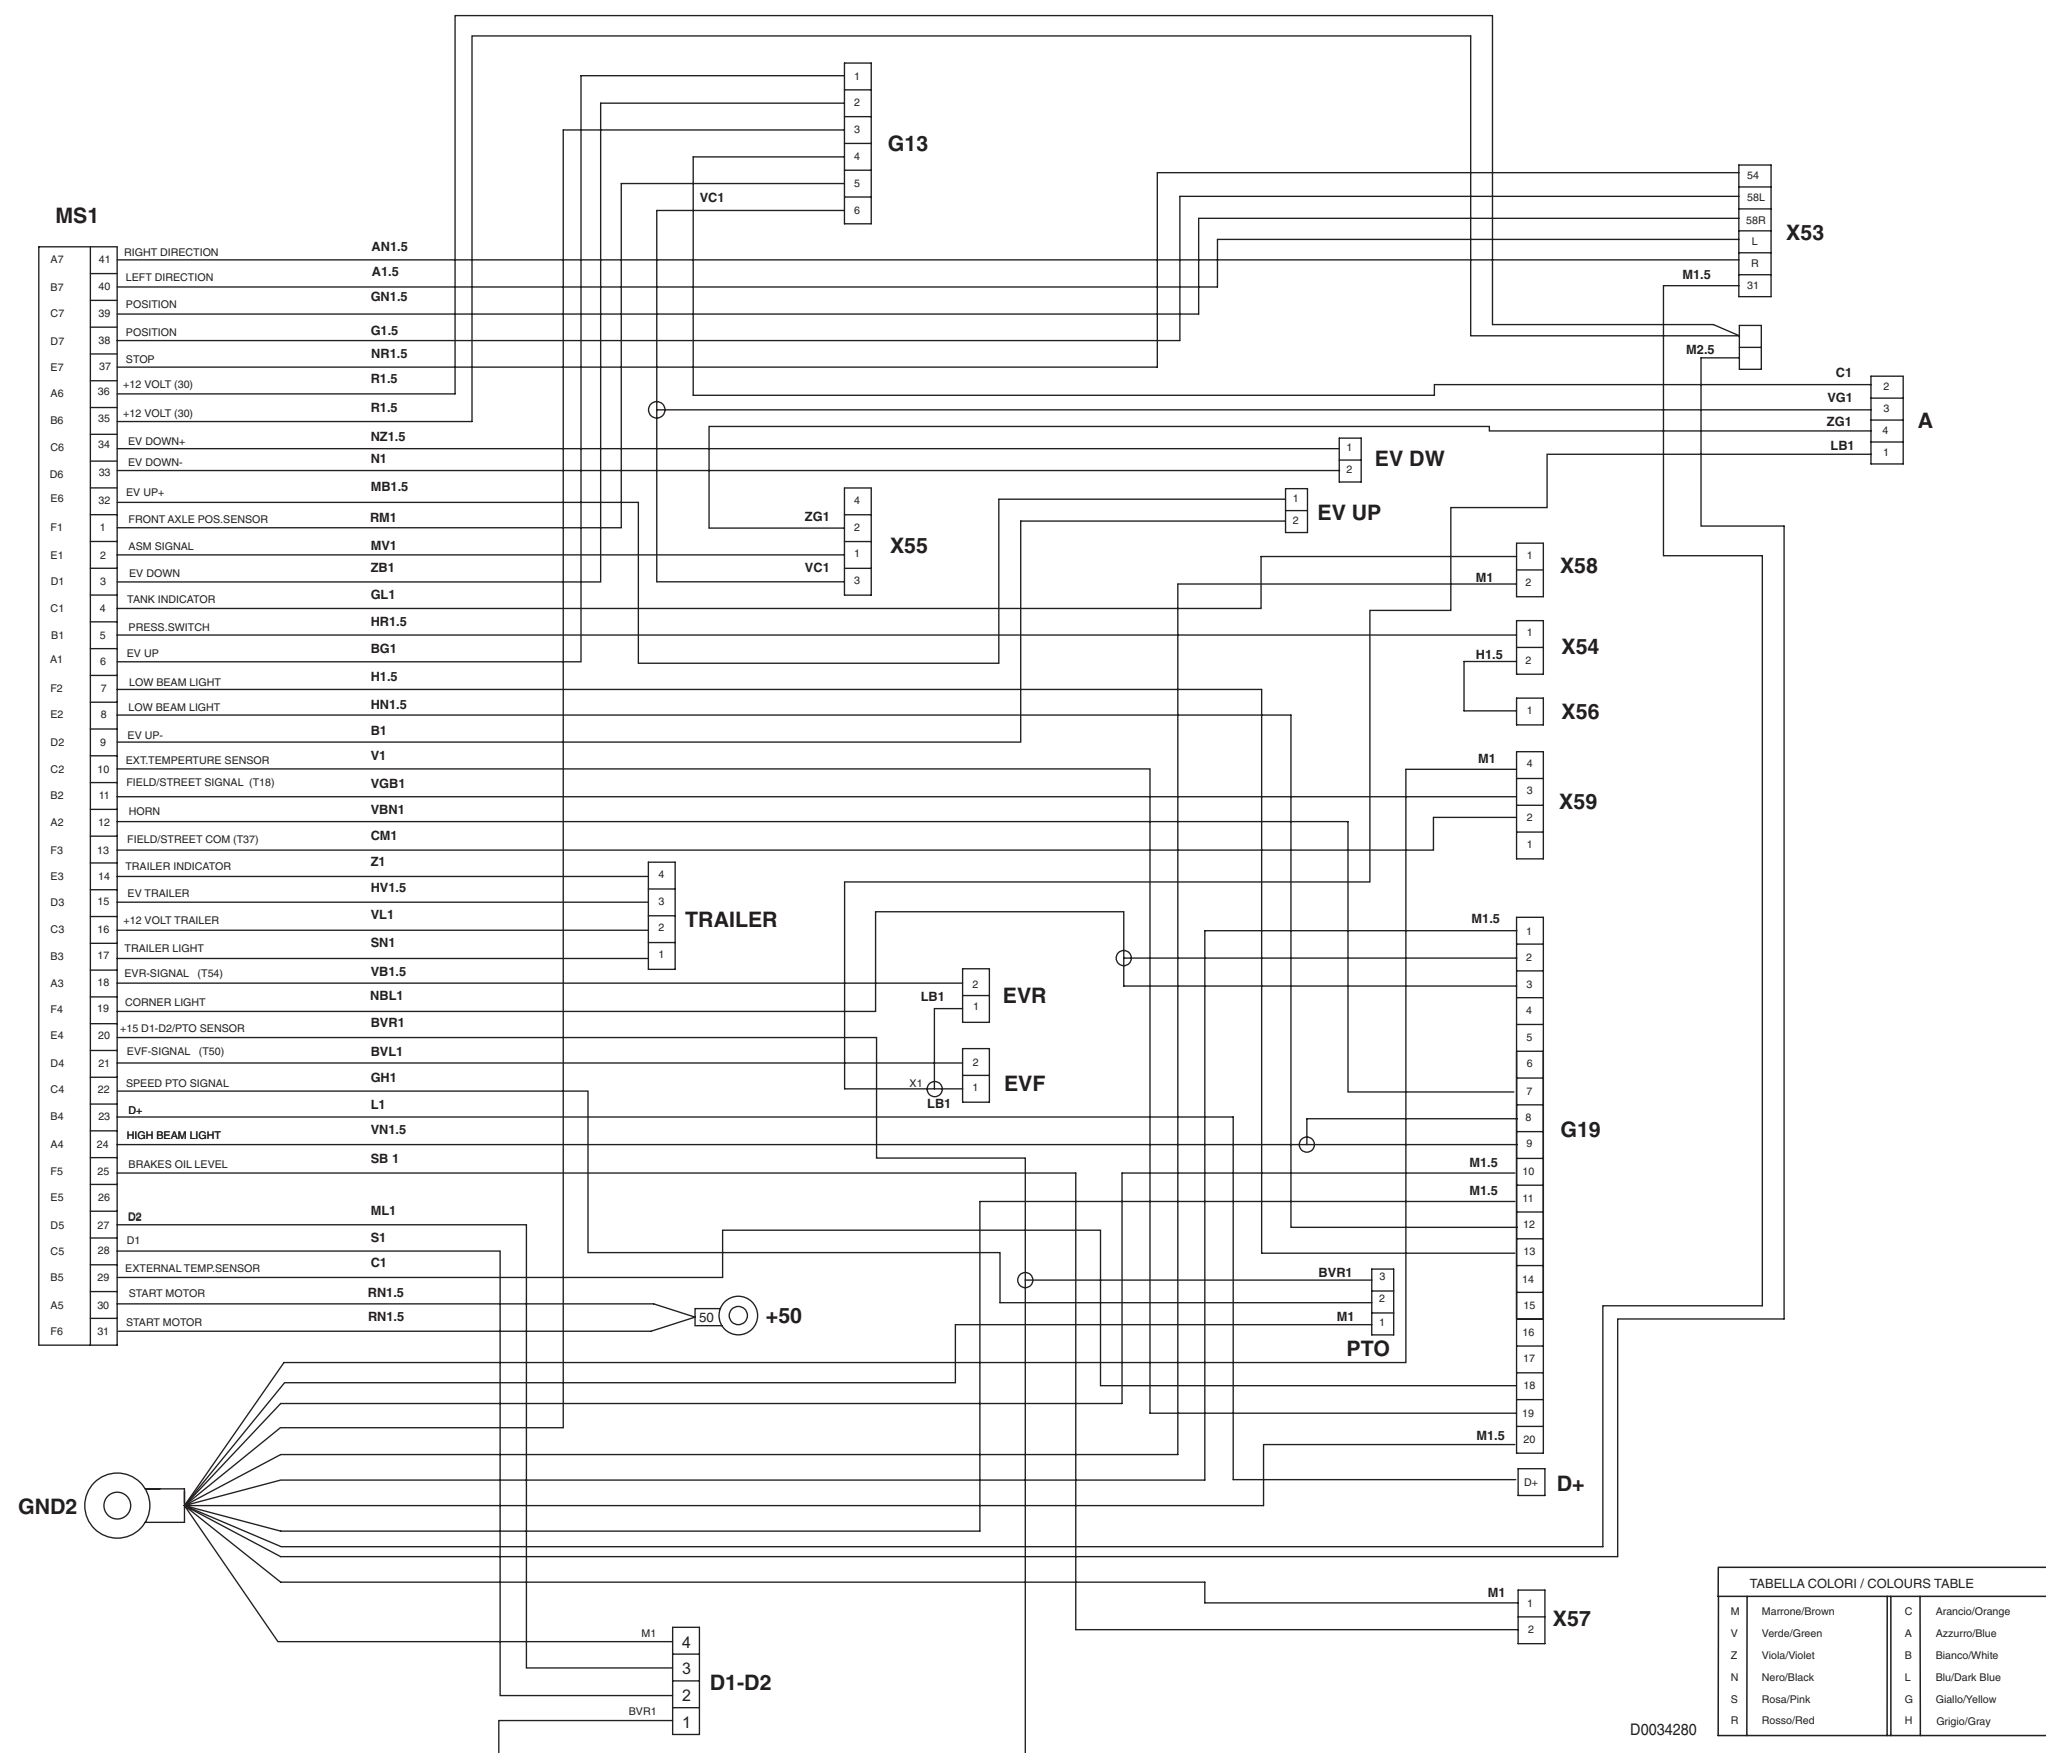 MS1
A7 41 RIGHT DIRECTION AN1.5
B7 40 LEFT DIRECTION A1.5
C7 39 POSITION GN1.5
D7 38 POSITION G1.5
E7 37 STOP NR1.5
A6 36 +12 VOLT (30) R1.5
B6 35 +12 VOLT (30) R1.5
C6 34 EV DOWN+ NZ1.5
D6 33 EV DOWN- N1
E6 32 EV UP+ MB1.5
F1 1 FRONT AXLE POS.SENSOR RM1
E1 2 ASM SIGNAL MV1
D1 3 EV DOWN ZB1
C1 4 TANK INDICATOR GL1
B1 5 PRESS.SWITCH HR1.5
A1 6 EV UP BG1
F2 7 LOW BEAM LIGHT H1.5
E2 8 LOW BEAM LIGHT HN1.5
D2 9 EV UP- B1
C2 10 EXT.TEMPERTURE SENSOR V1
B2 11 FIELD/STREET SIGNAL (T18) VGB1
A2 12 HORN VBN1
F3 13 FIELD/STREET COM (T37) CM1
E3 14 TRAILER INDICATOR Z1
D3 15 EV TRAILER HV1.5
C3 16 +12 VOLT TRAILER VL1
B3 17 TRAILER LIGHT SN1
A3 18 EVR-SIGNAL (T54) VB1.5
F4 19 CORNER LIGHT NBL1
E4 20 +15 D1-D2/PTO SENSOR BVR1
D4 21 EVF-SIGNAL (T50) BVL1
C4 22 SPEED PTO SIGNAL GH1
B4 23 D+ L1
A4 24 HIGH BEAM LIGHT VN1.5
F5 25 BRAKES OIL LEVEL SB 1
E5 26
D5 27 D2 ML1
C5 28 D1 S1
B5 29 EXTERNAL TEMP.SENSOR C1
A5 30 START MOTOR RN1.5
F6 31 START MOTOR RN1.5
1
2
3
4
5
VC1 6
G13
54
58L
58R
L
R
M1.5 31
X53
M2.5
C1 2
VG1 3
ZG1 4
LB1 1
A
1
2
EV DW
1
2
EV UP
4
ZG1 2
1
VC1 3
X55
1
M1 2
X58
1
H1.5 2
X54
1
X56
M1 4
3
2
1
X59
4
3
2
1
TRAILER
2
LB1 1
EVR
2
X1 1
LB1
EVF
M1.5 1
2
3
4
5
6
7
8
9
M1.5 10
M1.5 11
12
13
14
15
16
17
18
19
M1.5 20
G19
BVR1 3
2
M1 1
PTO
50 +50
D+ D+
GND2
M1 1
2
X57
M1 4
3
2
BVR1 1
D1-D2
D0034280
TABELLA COLORI / COLOURS TABLE
M Marrone/Brown C Arancio/Orange
V Verde/Green A Azzurro/Blue
Z Viola/Violet B Bianco/White
N Nero/Black L Blu/Dark Blue
S Rosa/Pink G Giallo/Yellow
R Rosso/Red H Grigio/Gray